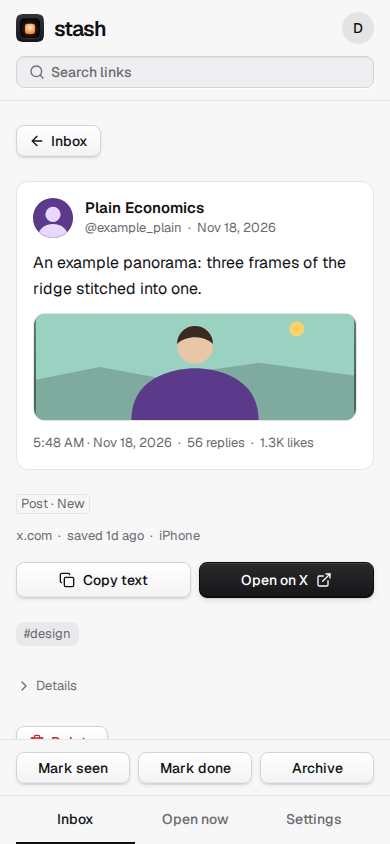 stash
D
Search links
Inbox
Plain Economics
@example_plain · Nov 18, 2026
An example panorama: three frames of the
ridge stitched into one.
5:48 AM · Nov 18, 2026 · 56 replies · 1.3K likes
Post · New
x.com · saved 1d ago · iPhone
Copy text
Open on X
#design
Details
Mark seen
Mark done
Archive
Inbox
Open now
Settings